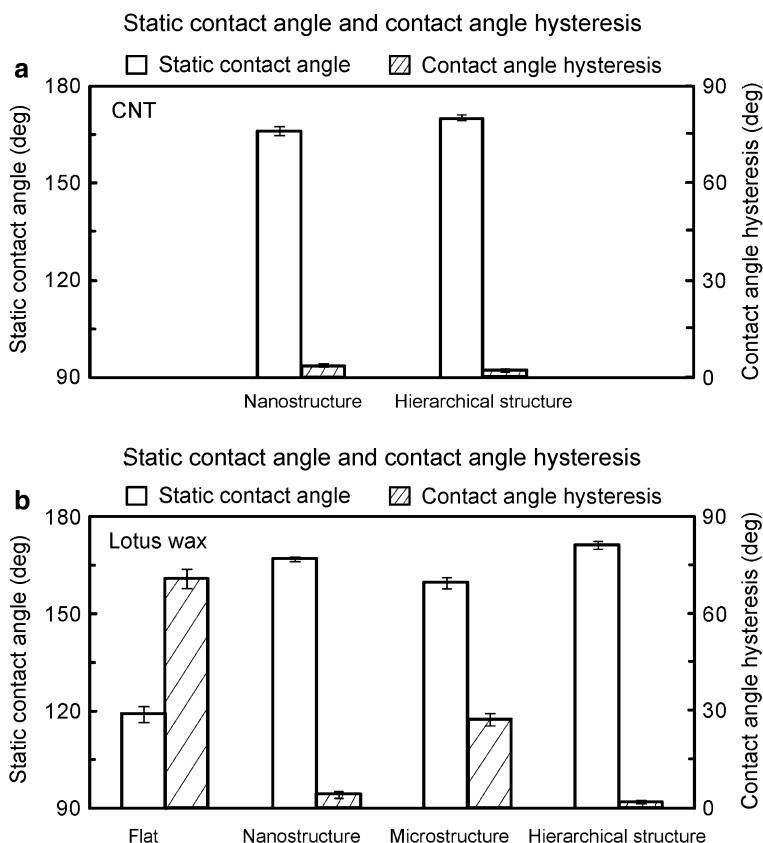 Static contact angle and contact angle hysteresis
a
Static contact angle
Contact angle hysteresis
CNT
Static contact angle (deg)
180
150
120
90
90
60
30
0
Contact angle hysteresis (deg)
Nanostructure
Hierarchical structure
Static contact angle and contact angle hysteresis
b
Static contact angle
Contact angle hysteresis
Lotus wax
Static contact angle (deg)
180
150
120
90
90
60
30
0
Contact angle hysteresis (deg)
Flat
Nanostructure
Microstructure
Hierarchical structure